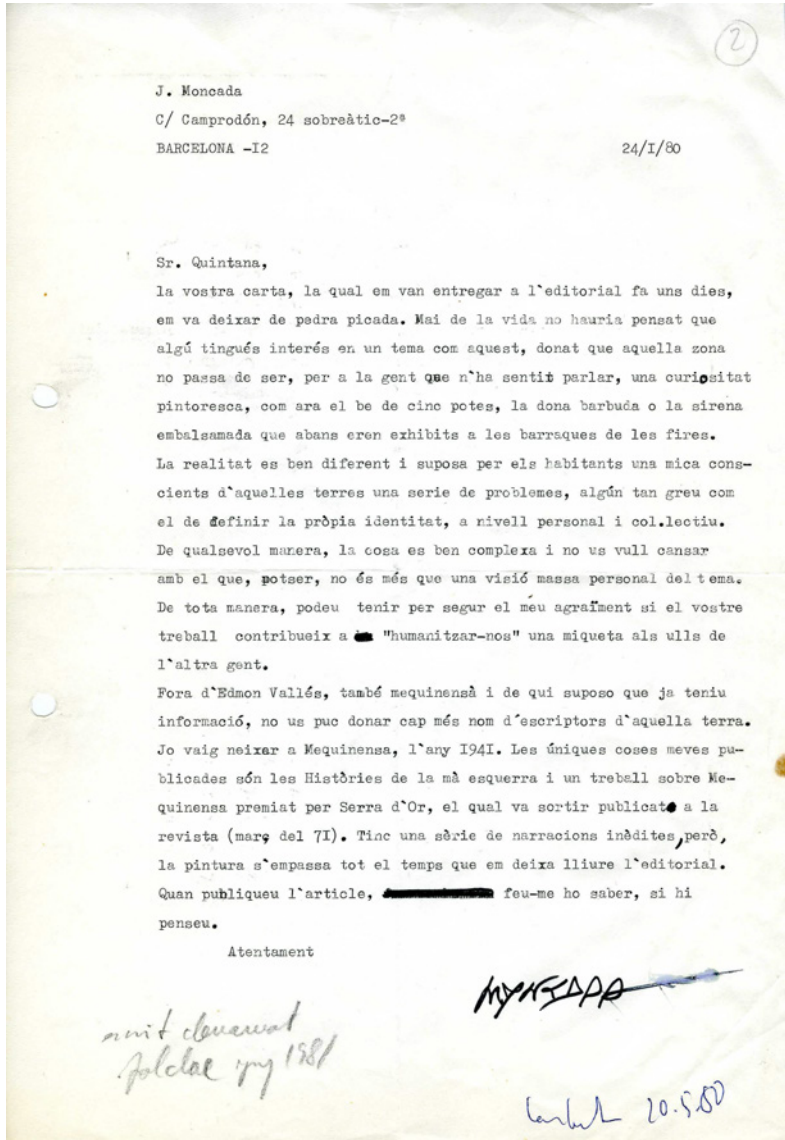 2
J. Moncada
C/ Camprodón, 24 sobreàtic-2ª
BARCELONA -I2 24/I/80
Sr. Quintana,
la vostra carta, la qual em van entregar a l`editorial fa uns dies,
em va deixar de pedra picada. Mai de la vida no hauria pensat que
algú tingués interés en un tema com aquest, donat que aquella zona
no passa de ser, per a la gent que n`ha sentit parlar, una curiositat
pintoresca, com ara el be de cinc potes, la dona barbuda o la sirena
embalsamada que abans eren exhibits a les barraques de les fires.
La realitat es ben diferent i suposa per els habitants una mica cons-
cients d`aquelles terres una serie de problemes, algún tan greu com
el de definir la pròpia identitat, a nivell personal i col.lectiu.
De qualsevol manera, la cosa es ben complexa i no us vull cansar
amb el que, potser, no és més que una visió massa personal del tema.
De tota manera, podeu tenir per segur el méu agraïment si el vostre
treball contribueix a "humanitzar-nos" una miqueta als ulls de
l`altra gent.
Fora d`Edmon Vallés, també mequinensà i de qui suposo que ja teniu
informació, no us puc donar cap més nom d´escriptors d`aquella terra.
Jo vaig neixar a Mequinensa, l`any I94I. Les úniques coses meves pu-
blicades són les Històries de la mà esquerra i un treball sobre Me-
quinensa premiat per Serra d`Or, el qual va sortir publicat a la
revista (març del 7I). Tinc una sèrie de narracions inèdites, però,
la pintura s`empassa tot el temps que em deixa lliure l`editorial.
Quan publiqueu l`article, feu-me ho saber, si hi
penseu.
Atentament
1981
20.5.80